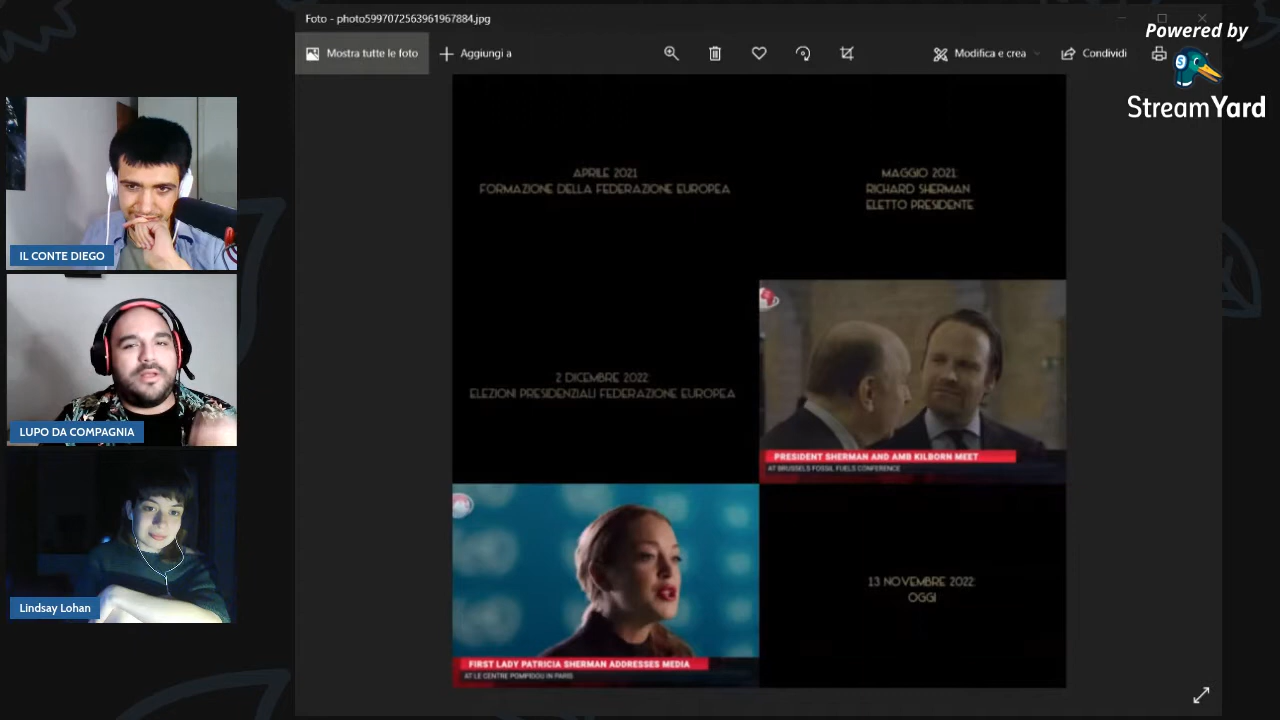 Foto - photo5997072563961967884.jpg
Mostra tutte le foto
Aggiungi a
Modifica e crea
Condividi
Powered by
StreamYard
IL CONTE DIEGO
LUPO DA COMPAGNIA
Lindsay Lohan
APRILE 2021
FORMAZIONE DELLA FEDERAZIONE EUROPEA
MAGGIO 2021
RICHARD SHERMAN
ELETTO PRESIDENTE
2 DICEMBRE 2022
ELEZIONI PRESIDENZIALI FEDERAZIONE EUROPEA
PRESIDENT SHERMAN AND AMB KILBORN MEET
AT BRUSSELS FOSSIL FUELS CONFERENCE
FIRST LADY PATRICIA SHERMAN ADDRESSES MEDIA
AT LE CENTRE POMPIDOU IN PARIS
13 NOVEMBRE 2022
OGGI